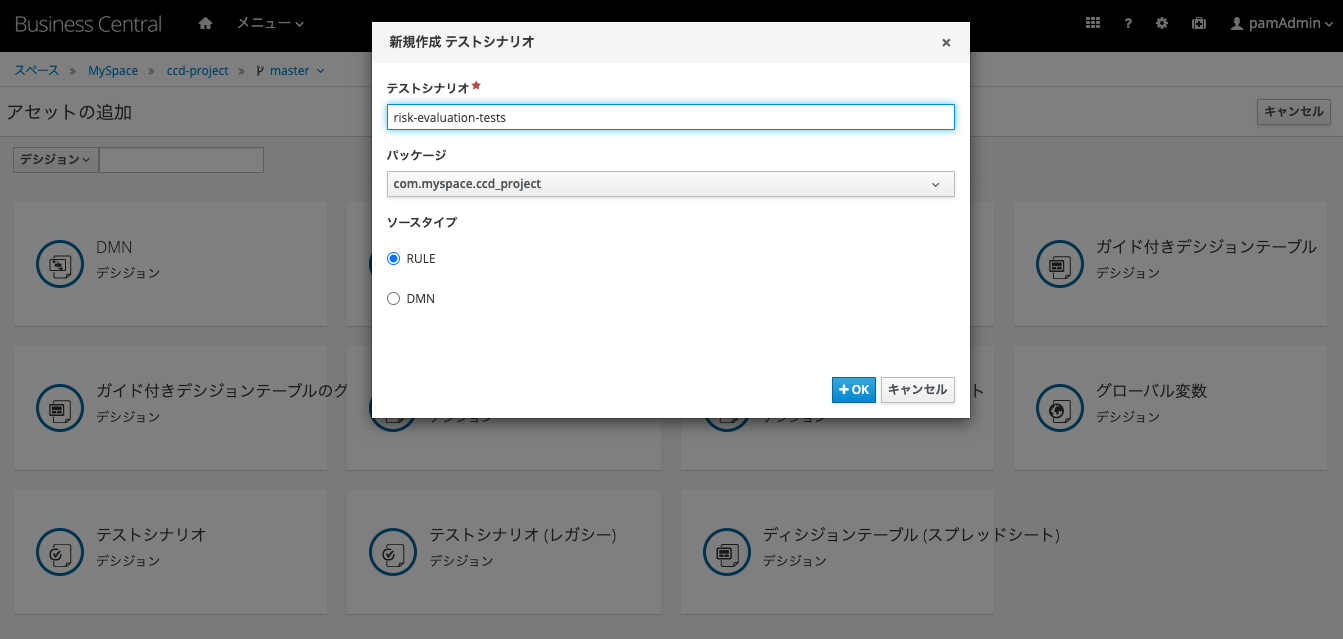 Business Central
メニュー
pamAdmin
スペース » MySpace » ccd-project » master
アセットの追加
キャンセル
デシジョン
新規作成 テストシナリオ
テストシナリオ*
risk-evaluation-tests
パッケージ
com.myspace.ccd_project
ソースタイプ
RULE
DMN
+ OK
キャンセル
DMN
デシジョン
ガイド付きデシジョンテーブル
デシジョン
ガイド付きデシジョンテーブルのグ
デシジョン
デシジョン
ト
デシジョン
グローバル変数
デシジョン
テストシナリオ
デシジョン
テストシナリオ (レガシー)
デシジョン
ディシジョンテーブル (スプレッドシート)
デシジョン